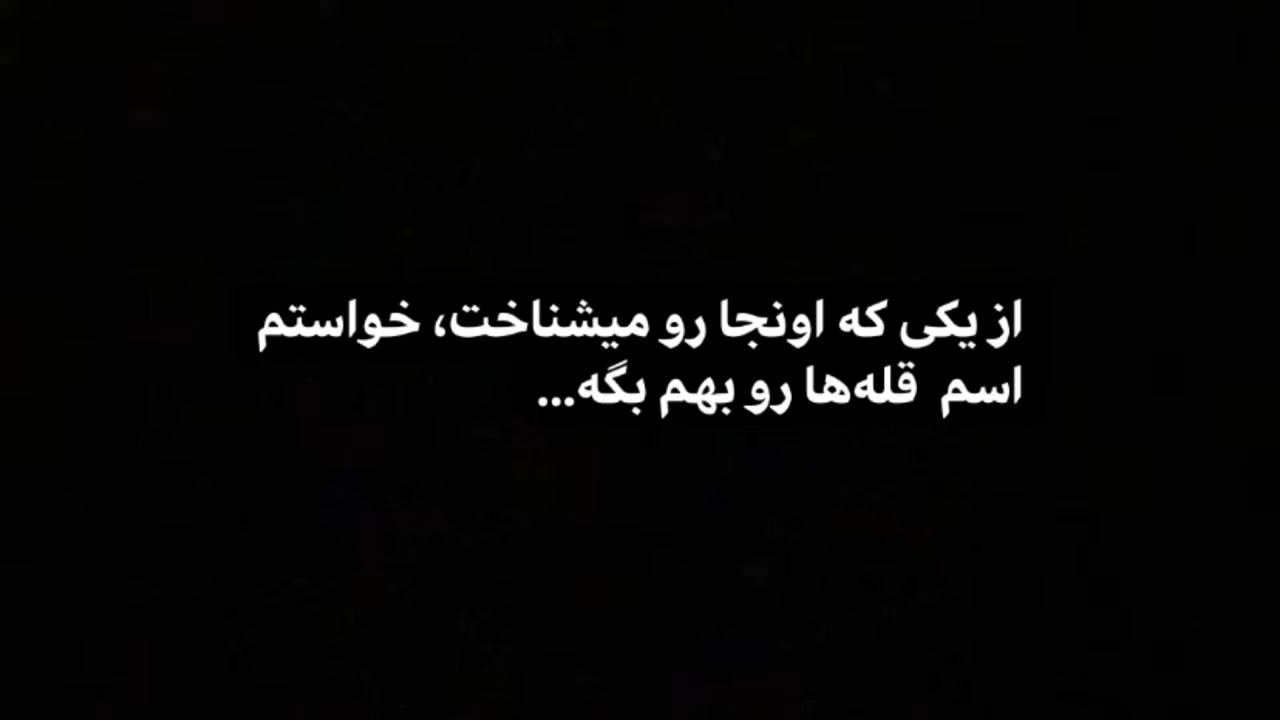 از یکی که اونجا رو میشناخت، خواستم
اسم قله‌ها رو بهم بگه...